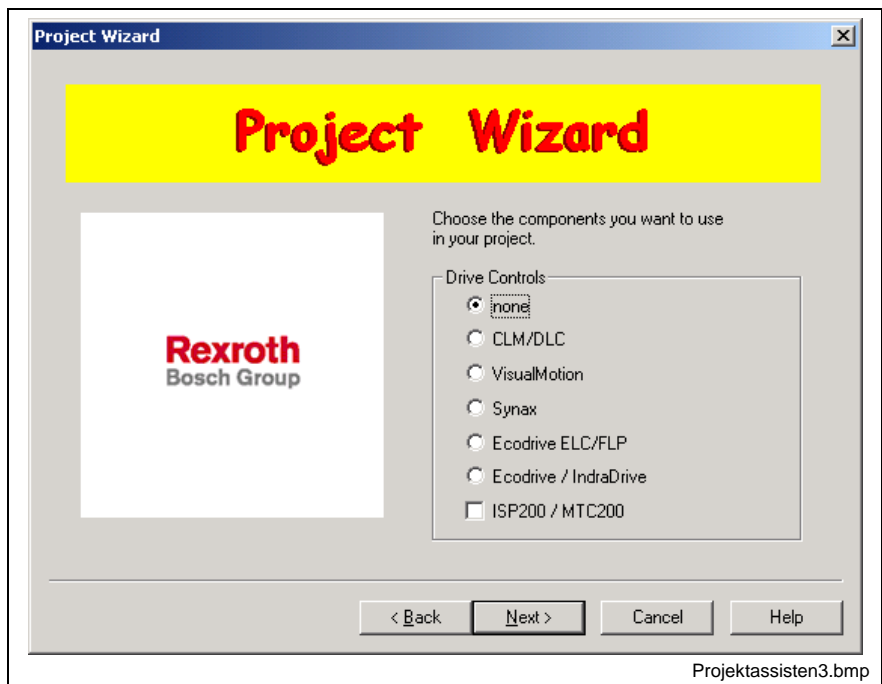 Project Wizard
Project Wizard
Choose the components you want to use
in your project.
Drive Controls
none
CLM/DLC
VisualMotion
Synax
Ecodrive ELC/FLP
Ecodrive / IndraDrive
ISP200 / MTC200
Rexroth
Bosch Group
< Back
Next >
Cancel
Help
Projektassisten3.bmp